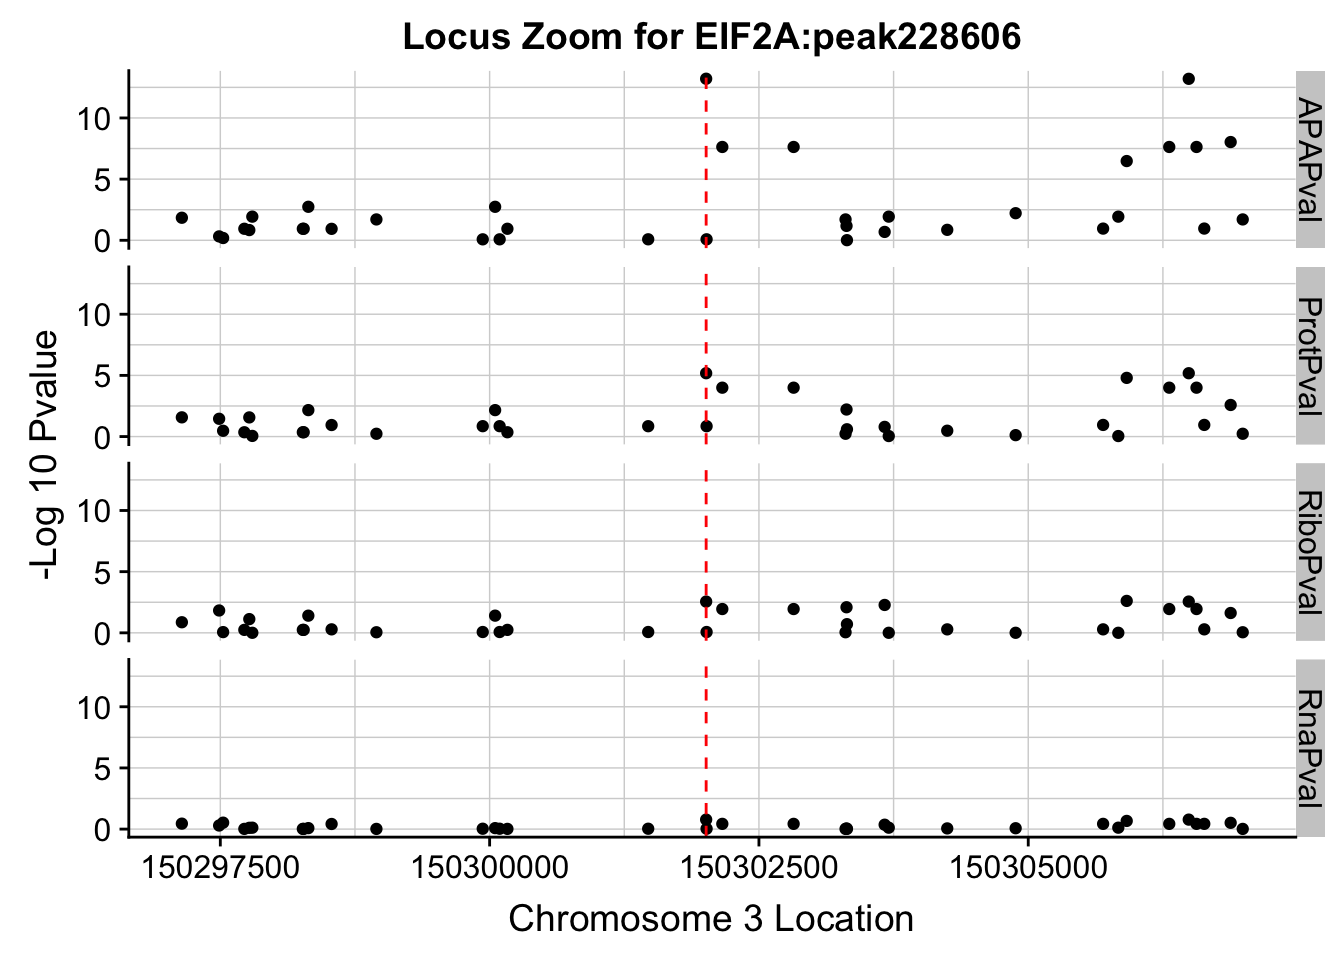 Locus Zoom for EIF2A:peak228606
-Log 10 Pvalue
10
5
0
APAPval
10
5
0
ProtPval
10
5
0
RiboPval
10
5
0
RnaPval
150297500
150300000
150302500
150305000
Chromosome 3 Location